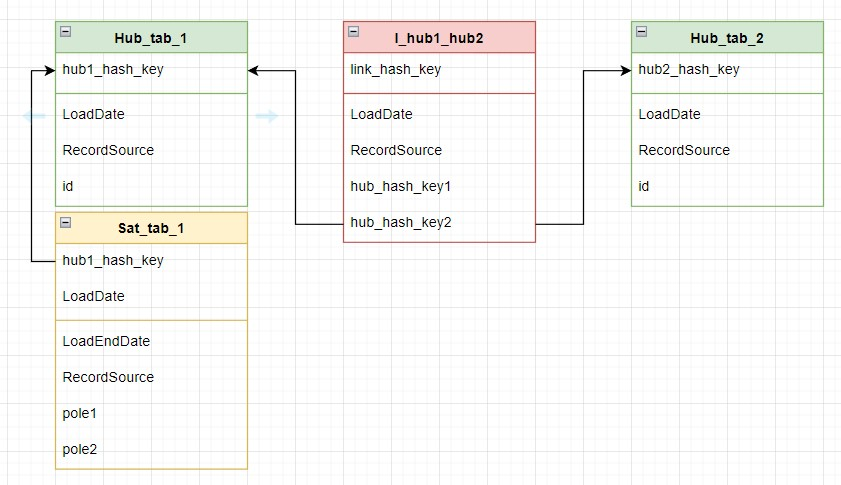 Hub_tab_1
hub1_hash_key
LoadDate
RecordSource
id
Sat_tab_1
hub1_hash_key
LoadDate
LoadEndDate
RecordSource
pole1
pole2
l_hub1_hub2
link_hash_key
LoadDate
RecordSource
hub_hash_key1
hub_hash_key2
Hub_tab_2
hub2_hash_key
LoadDate
RecordSource
id